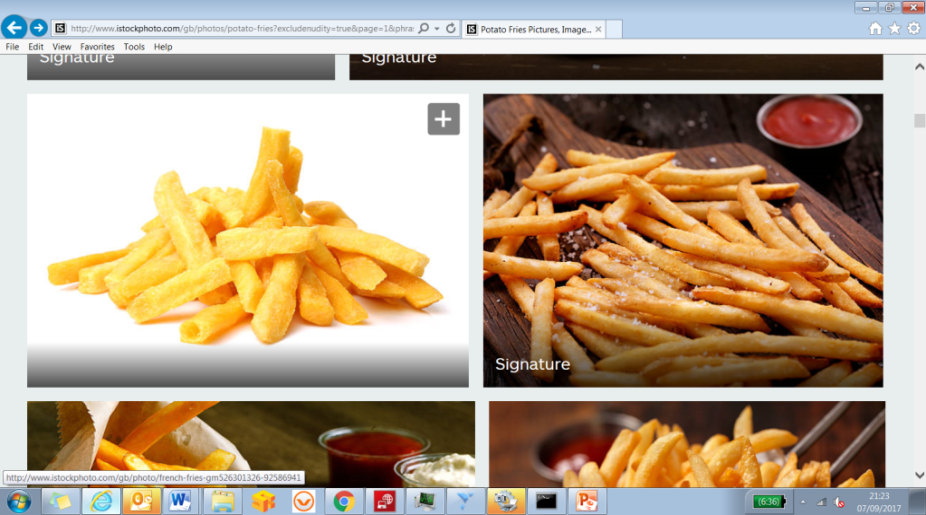 http://www.istockphoto.com/gb/photos/potato-fries?excludenudity=true&page=1&phra:
Potato Fries Pictures, Image...
File Edit View Favorites Tools Help
Signature
Signature
Signature
http://www.istockphoto.com/gb/photo/french-fries-gm526301326-92586941
(6:36)
21:23
07/09/2017